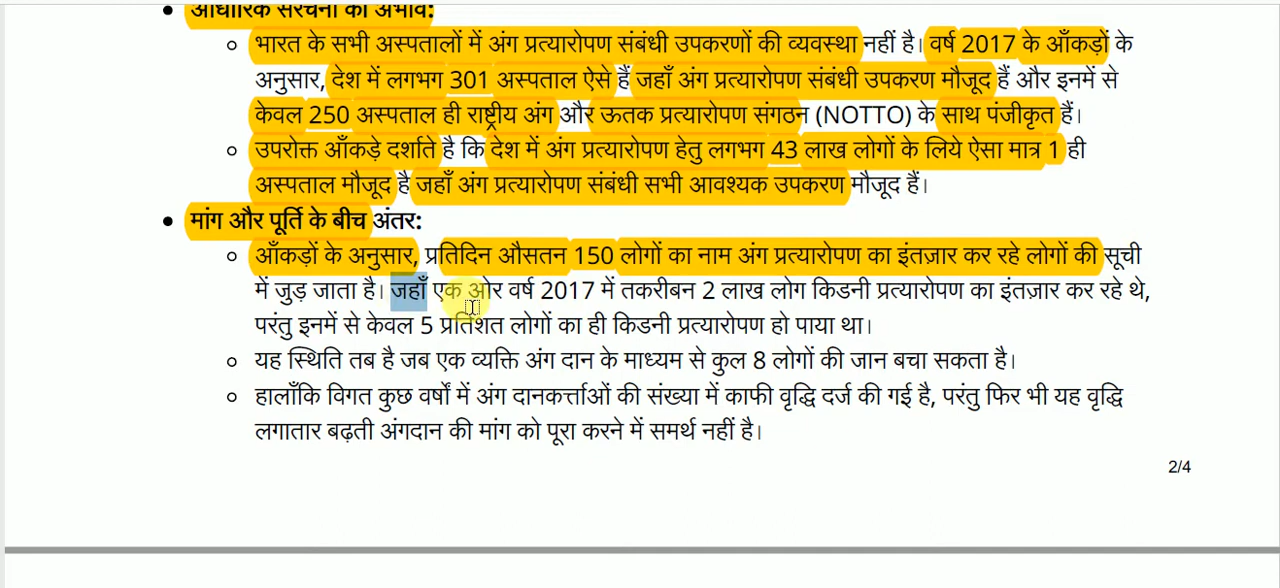 आधारिक संरचना का अभाव:
भारत के सभी अस्पतालों में अंग प्रत्यारोपण संबंधी उपकरणों की व्यवस्था नहीं है। वर्ष 2017 के आँकड़ों के
अनुसार, देश में लगभग 301 अस्पताल ऐसे हैं जहाँ अंग प्रत्यारोपण संबंधी उपकरण मौजूद हैं और इनमें से
केवल 250 अस्पताल ही राष्ट्रीय अंग और ऊतक प्रत्यारोपण संगठन (NOTTO) के साथ पंजीकृत हैं।
उपरोक्त आँकड़े दर्शाते है कि देश में अंग प्रत्यारोपण हेतु लगभग 43 लाख लोगों के लिये ऐसा मात्र 1 ही
अस्पताल मौजूद है जहाँ अंग प्रत्यारोपण संबंधी सभी आवश्यक उपकरण मौजूद हैं।
मांग और पूर्ति के बीच अंतर:
आँकड़ों के अनुसार, प्रतिदिन औसतन 150 लोगों का नाम अंग प्रत्यारोपण का इंतज़ार कर रहे लोगों की सूची
में जुड़ जाता है। जहाँ एक ओर वर्ष 2017 में तकरीबन 2 लाख लोग किडनी प्रत्यारोपण का इंतज़ार कर रहे थे,
परंतु इनमें से केवल 5 प्रतिशत लोगों का ही किडनी प्रत्यारोपण हो पाया था।
यह स्थिति तब है जब एक व्यक्ति अंग दान के माध्यम से कुल 8 लोगों की जान बचा सकता है।
हालाँकि विगत कुछ वर्षों में अंग दानकर्त्ताओं की संख्या में काफी वृद्धि दर्ज की गई है, परंतु फिर भी यह वृद्धि
लगातार बढ़ती अंगदान की मांग को पूरा करने में समर्थ नहीं है।
2/4